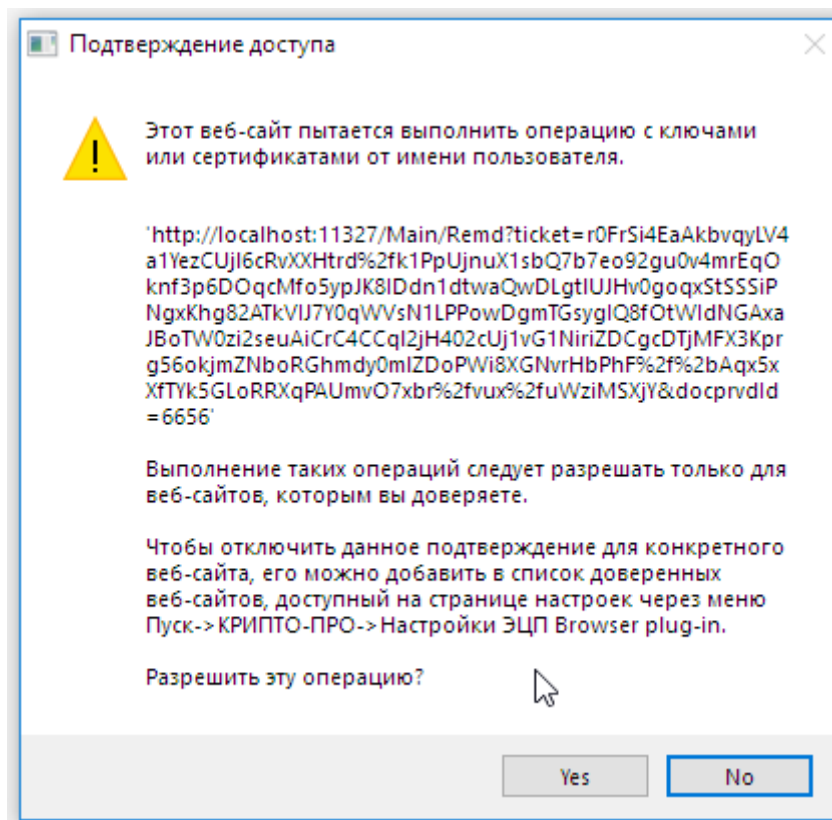 Подтверждение доступа
Этот веб-сайт пытается выполнить операцию с ключами
или сертификатами от имени пользователя.
'http://localhost:11327/Main/Remd?ticket=r0FrSi4EaAkbvqyLV4
a1YezCUjI6cRvXXHtrd%2fk1PpUjnuX1sbQ7b7eo92gu0v4mrEqO
knf3p6DOqcMfo5ypJK8IDdn1dtwaQwDLgtIUJHv0goqxStSSSiP
NgxKhg82ATkVIJ7Y0qWVsN1LPPowDgmTGsygIQ8fOtWIdNGAxa
JBoTW0zi2seuAiCrC4CCqI2jH402cUj1vG1NiriZDCgcDTjMFX3Kpr
g56okjmZNboRGhmdy0mIZDoPWi8XGNvrHbPhF%2f%2bAqx5x
XfTYk5GLoRRXqPAUmvO7xbr%2fvux%2fuWziMSXjY&docprvdId
=6656'
Выполнение таких операций следует разрешать только для
веб-сайтов, которым вы доверяете.
Чтобы отключить данное подтверждение для конкретного
веб-сайта, его можно добавить в список доверенных
веб-сайтов, доступный на странице настроек через меню
Пуск->КРИПТО-ПРО->Настройки ЭЦП Browser plug-in.
Разрешить эту операцию?
Yes
No